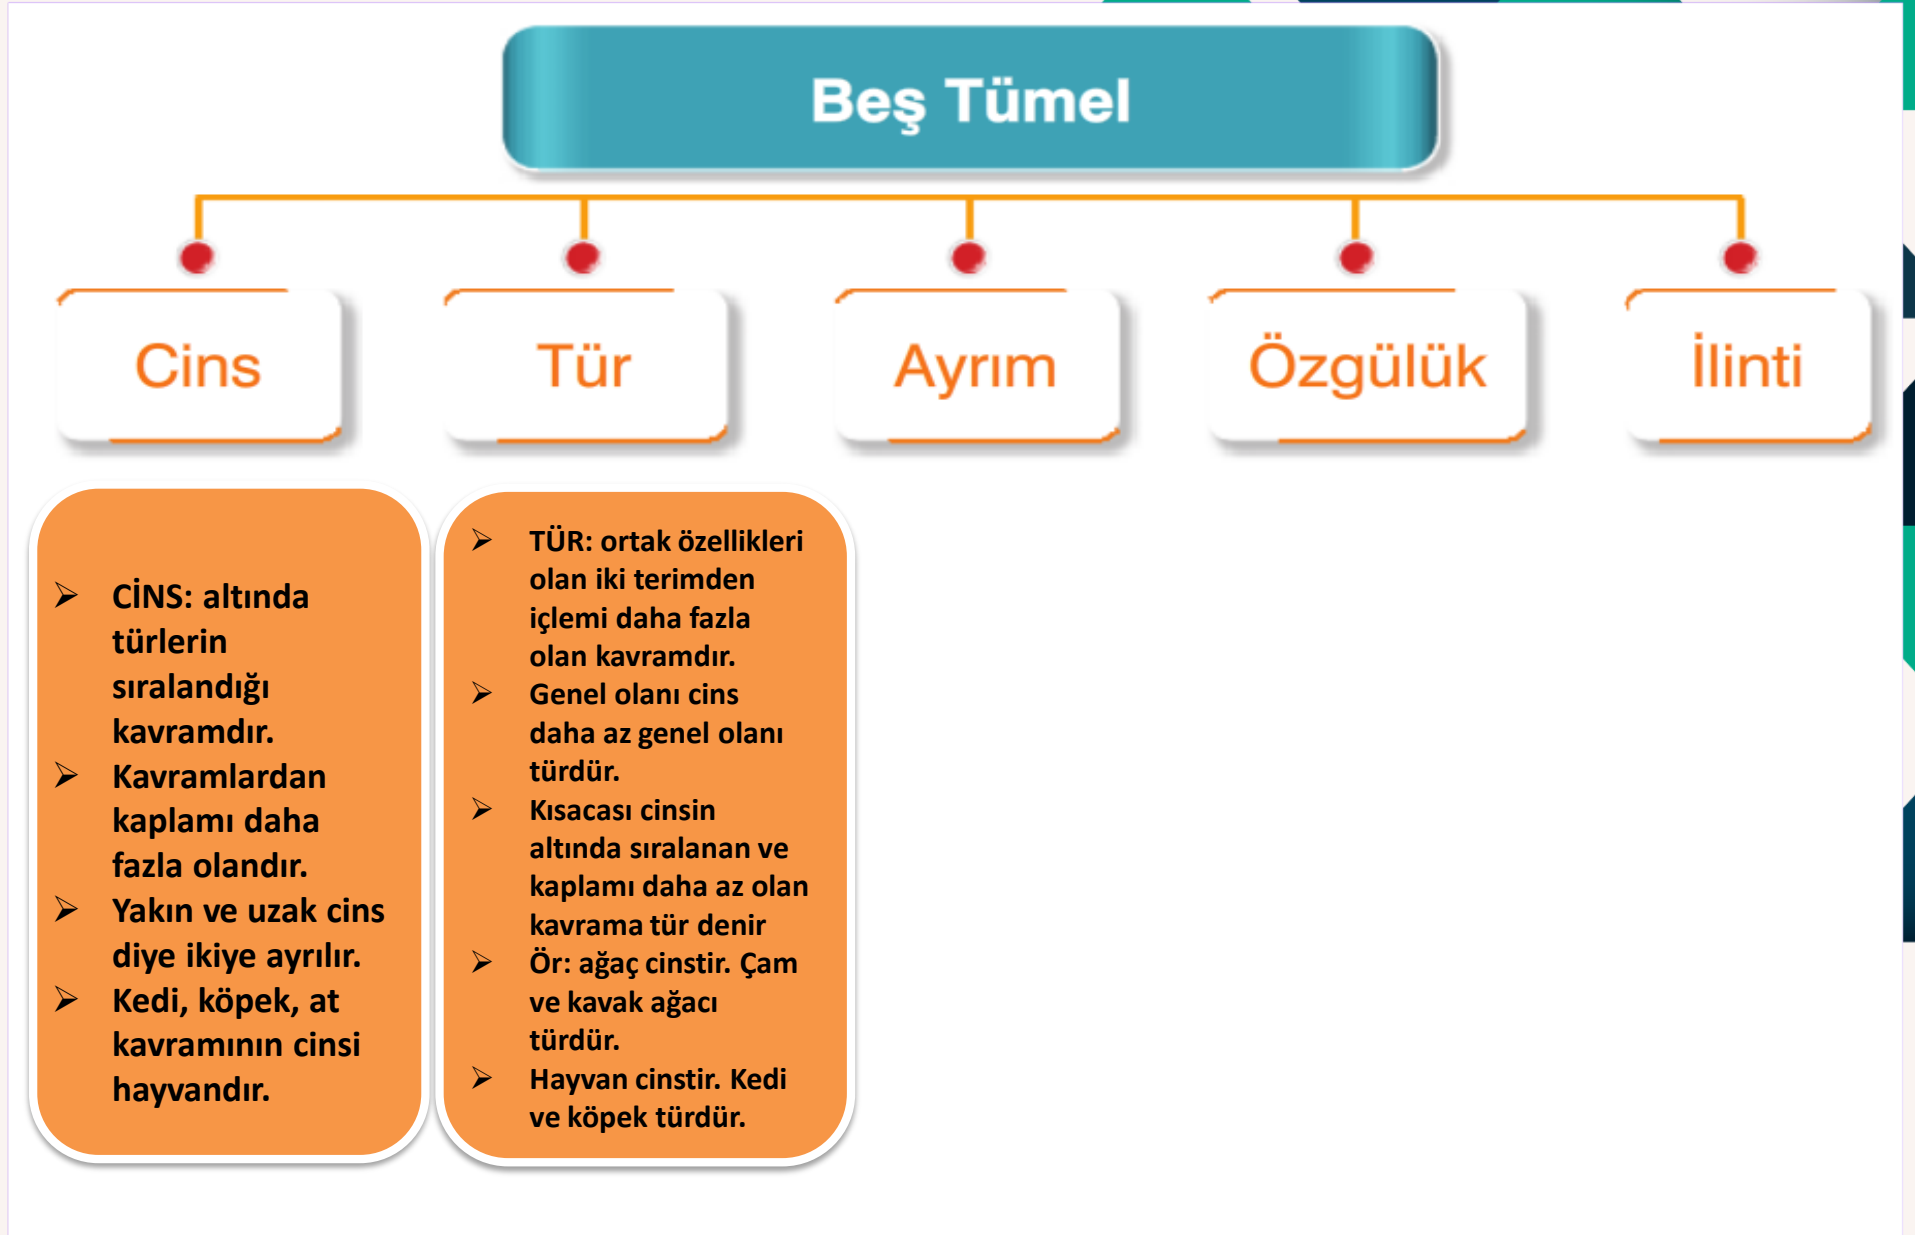 Beş Tümel
Cins
Tür
Ayrım
Özgülük
İlinti
➢ CİNS: altında
türlerin
sıralandığı
kavramdır.
➢ Kavramlardan
kaplamı daha
fazla olandır.
➢ Yakın ve uzak cins
diye ikiye ayrılır.
➢ Kedi, köpek, at
kavramının cinsi
hayvandır.
➢ TÜR: ortak özellikleri
olan iki terimden
içlemi daha fazla
olan kavramdır.
➢ Genel olanı cins
daha az genel olanı
türdür.
➢ Kısacası cinsin
altında sıralanan ve
kaplamı daha az olan
kavrama tür denir
➢ Ör: ağaç cinstir. Çam
ve kavak ağacı
türdür.
➢ Hayvan cinstir. Kedi
ve köpek türdür.